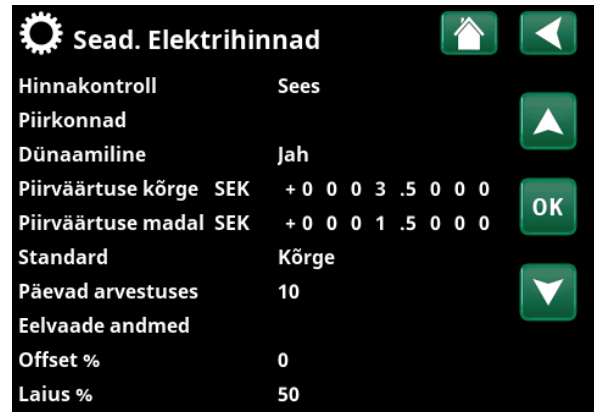 Sead. Elektrihinnad
Hinnakontroll Sees
Piirkonnad
Dünaamiline Jah
Piirväärtuse kõrge SEK +0 0 0 3 .5 0 0 0
Piirväärtuse madal SEK +0 0 0 1 .5 0 0 0
OK
Standard Kõrge
Päevad arvestuses 10
Eelvaade andmed
Offset % 0
Laius % 50